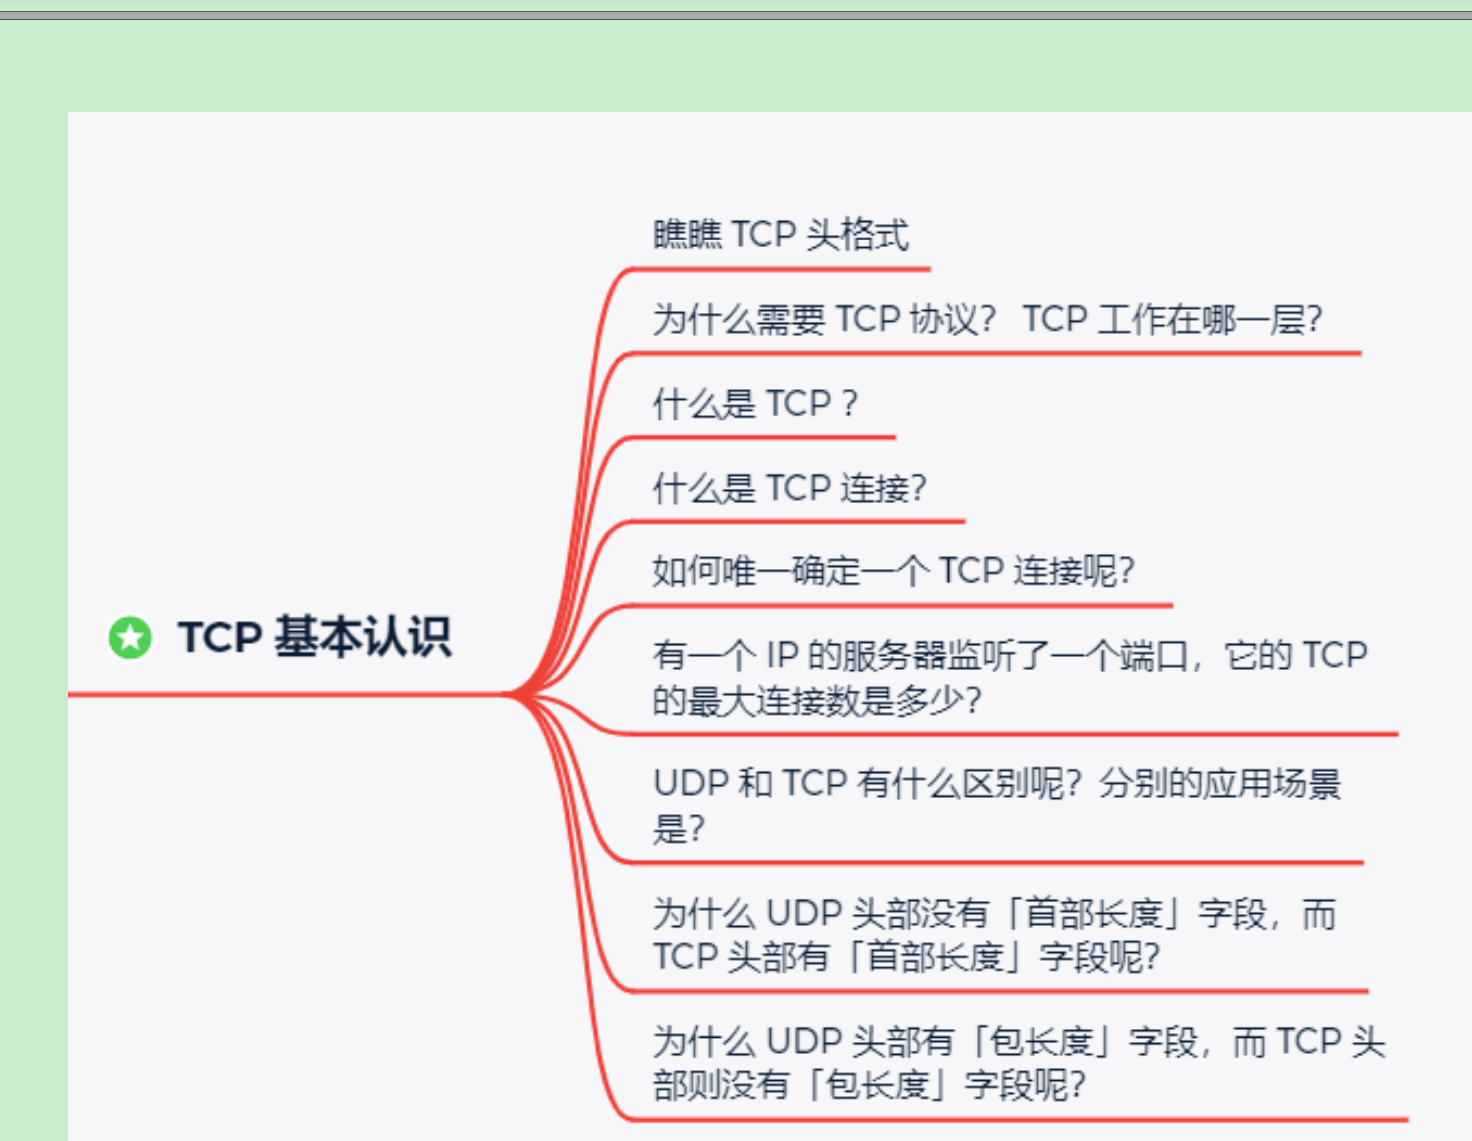 瞧瞧 TCP 头格式
为什么需要 TCP 协议? TCP 工作在哪一层?
什么是 TCP ?
什么是 TCP 连接?
如何唯一确定一个 TCP 连接呢?
TCP 基本认识
有一个 IP 的服务器监听了一个端口，它的 TCP
的最大连接数是多少?
UDP 和 TCP 有什么区别呢? 分别的应用场景
是?
为什么 UDP 头部没有「首部长度」字段，而
TCP 头部有「首部长度」字段呢?
为什么 UDP 头部有「包长度」字段，而 TCP 头
部则没有「包长度」字段呢?